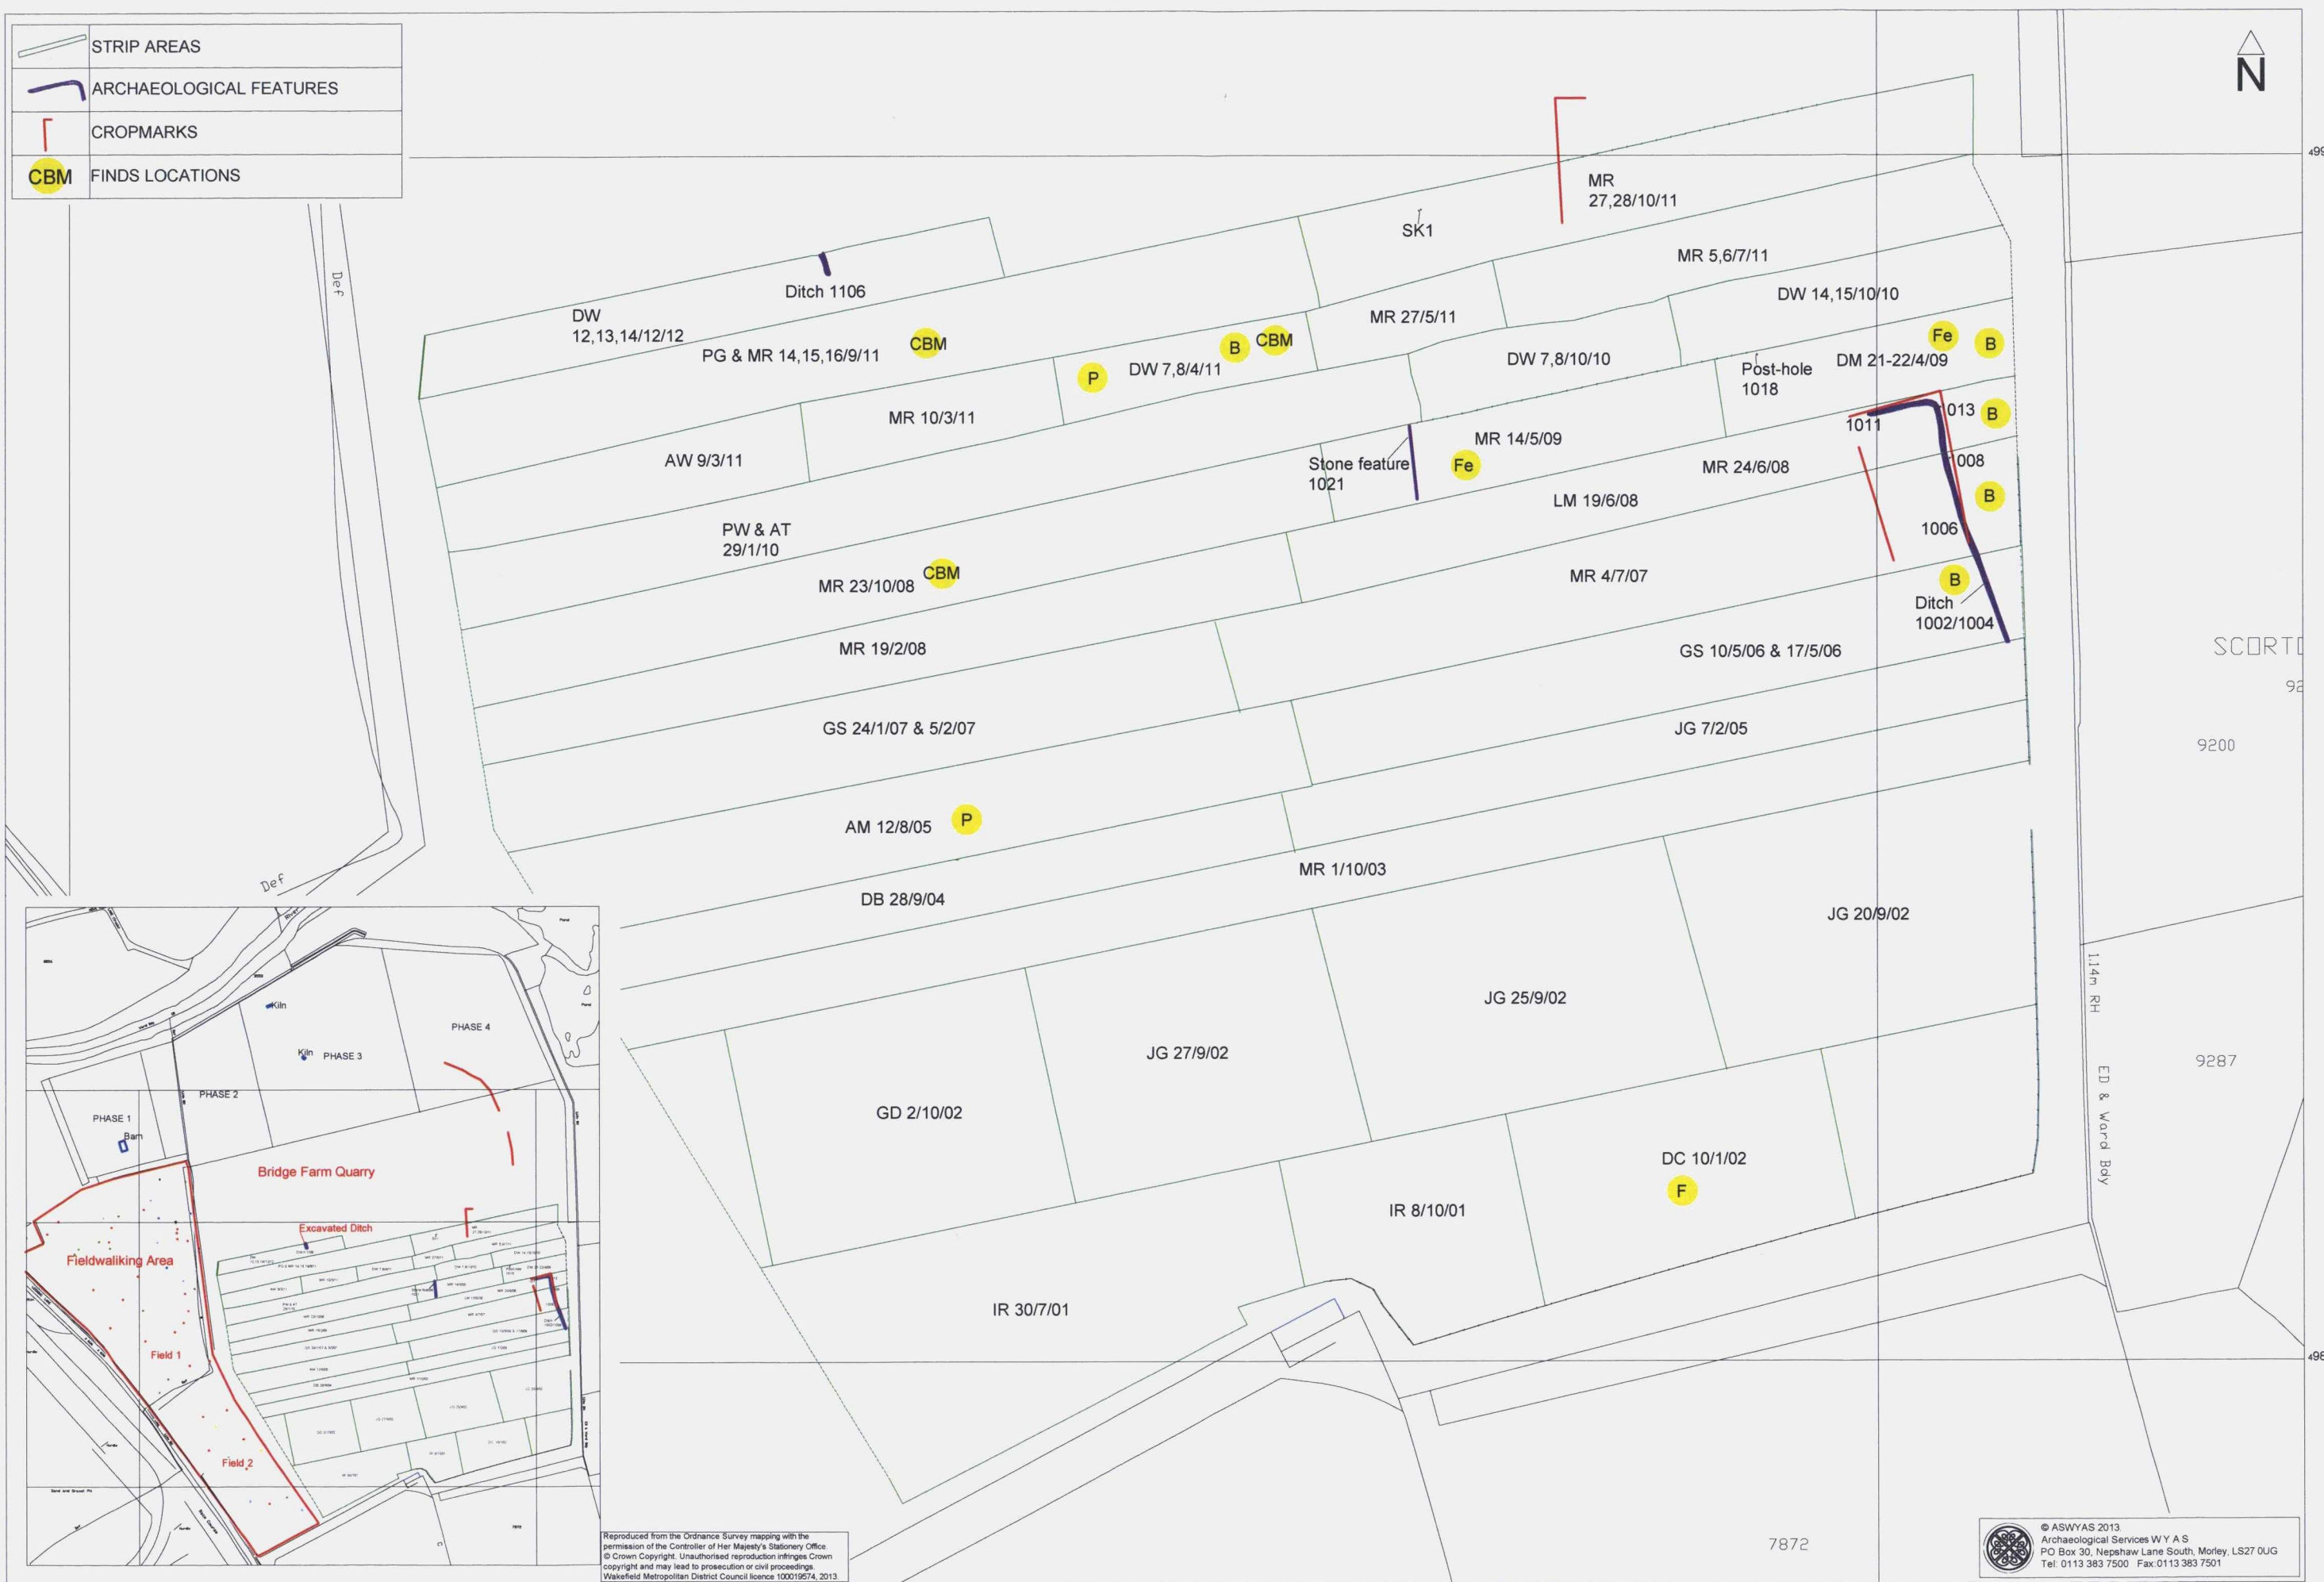 STRIP AREAS
ARCHAEOLOGICAL FEATURES
CROPMARKS
CBM FINDS LOCATIONS
N
499
MR
27,28/10/11
SK1
MR 5,6/7/11
Def
Ditch 1106
DW 14,15/10/10
DW
12,13,14/12/12
MR 27/5/11
PG & MR 14,15,16/9/11
CBM
B
CBM
Fe
B
P
DW 7,8/4/11
DW 7,8/10/10
Post-hole
1018
DM 21-22/4/09
MR 10/3/11
1011
1013
B
AW 9/3/11
Stone feature
1021
MR 14/5/09
Fe
MR 24/6/08
1008
LM 19/6/08
B
PW & AT
29/1/10
1006
MR 23/10/08
CBM
MR 4/7/07
B
Ditch
1002/1004
MR 19/2/08
GS 10/5/06 & 17/5/06
92
GS 24/1/07 & 5/2/07
JG 7/2/05
9200
AM 12/8/05
P
MR 1/10/03
Def
DB 28/9/04
JG 20/9/02
1.14m RH
JG 25/9/02
JG 27/9/02
9287
ED & Ward Bdy
GD 2/10/02
DC 10/1/02
F
IR 8/10/01
IR 30/7/01
498
7872
Pond
Kiln
PHASE 4
Kiln
PHASE 3
PHASE 2
PHASE 1
Barn
Bridge Farm Quarry
Excavated Ditch
Fieldwaliking Area
Field 1
Field 2
Sand and Gravel Pit
7872
Reproduced from the Ordnance Survey mapping with the
permission of the Controller of Her Majesty's Stationery Office.
© Crown Copyright. Unauthorised reproduction infringes Crown
copyright and may lead to prosecution or civil proceedings.
Wakefield Metropolitan District Council licence 100019574, 2013.
© ASWYAS 2013.
Archaeological Services W Y A S
PO Box 30, Nepshaw Lane South, Morley, LS27 0UG
Tel: 0113 383 7500 Fax:0113 383 7501